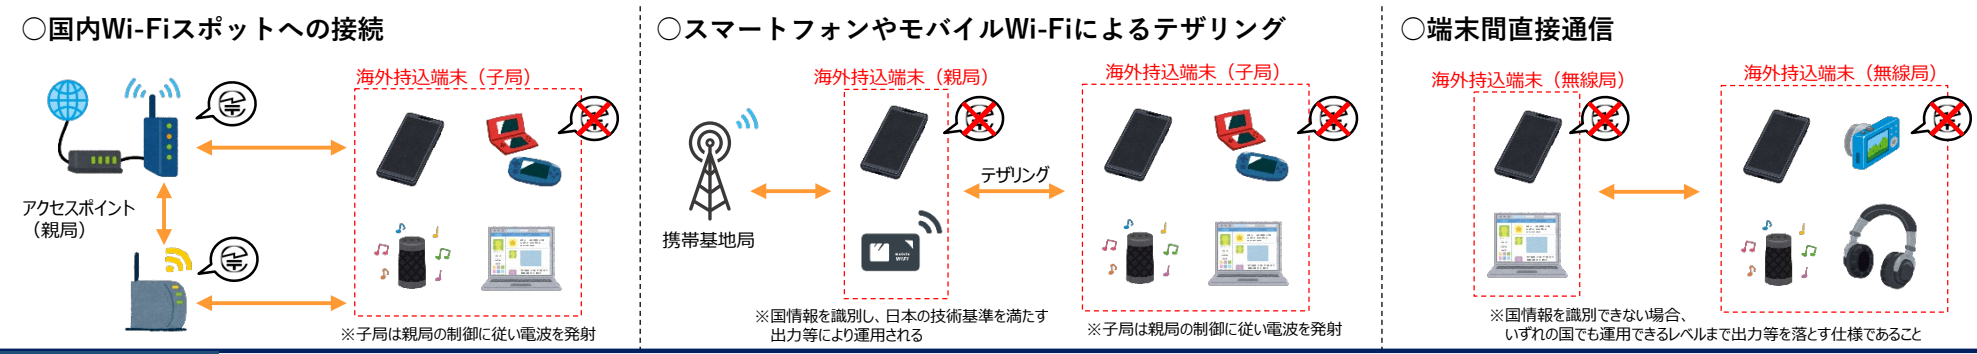 ○国内Wi-Fiスポットへの接続
海外持込端末（子局）
アクセスポイント
（親局）
※子局は親局の制御に従い電波を発射
○スマートフォンやモバイルWi-Fiによるテザリング
海外持込端末（親局）
海外持込端末（子局）
テザリング
携帯基地局
mobile
WiFi
※国情報を識別し、日本の技術基準を満たす
出力等により運用される
※子局は親局の制御に従い電波を発射
○端末間直接通信
海外持込端末（無線局）
海外持込端末（無線局）
※国情報を識別できない場合、
いずれの国でも運用できるレベルまで出力等を落とす仕様であること